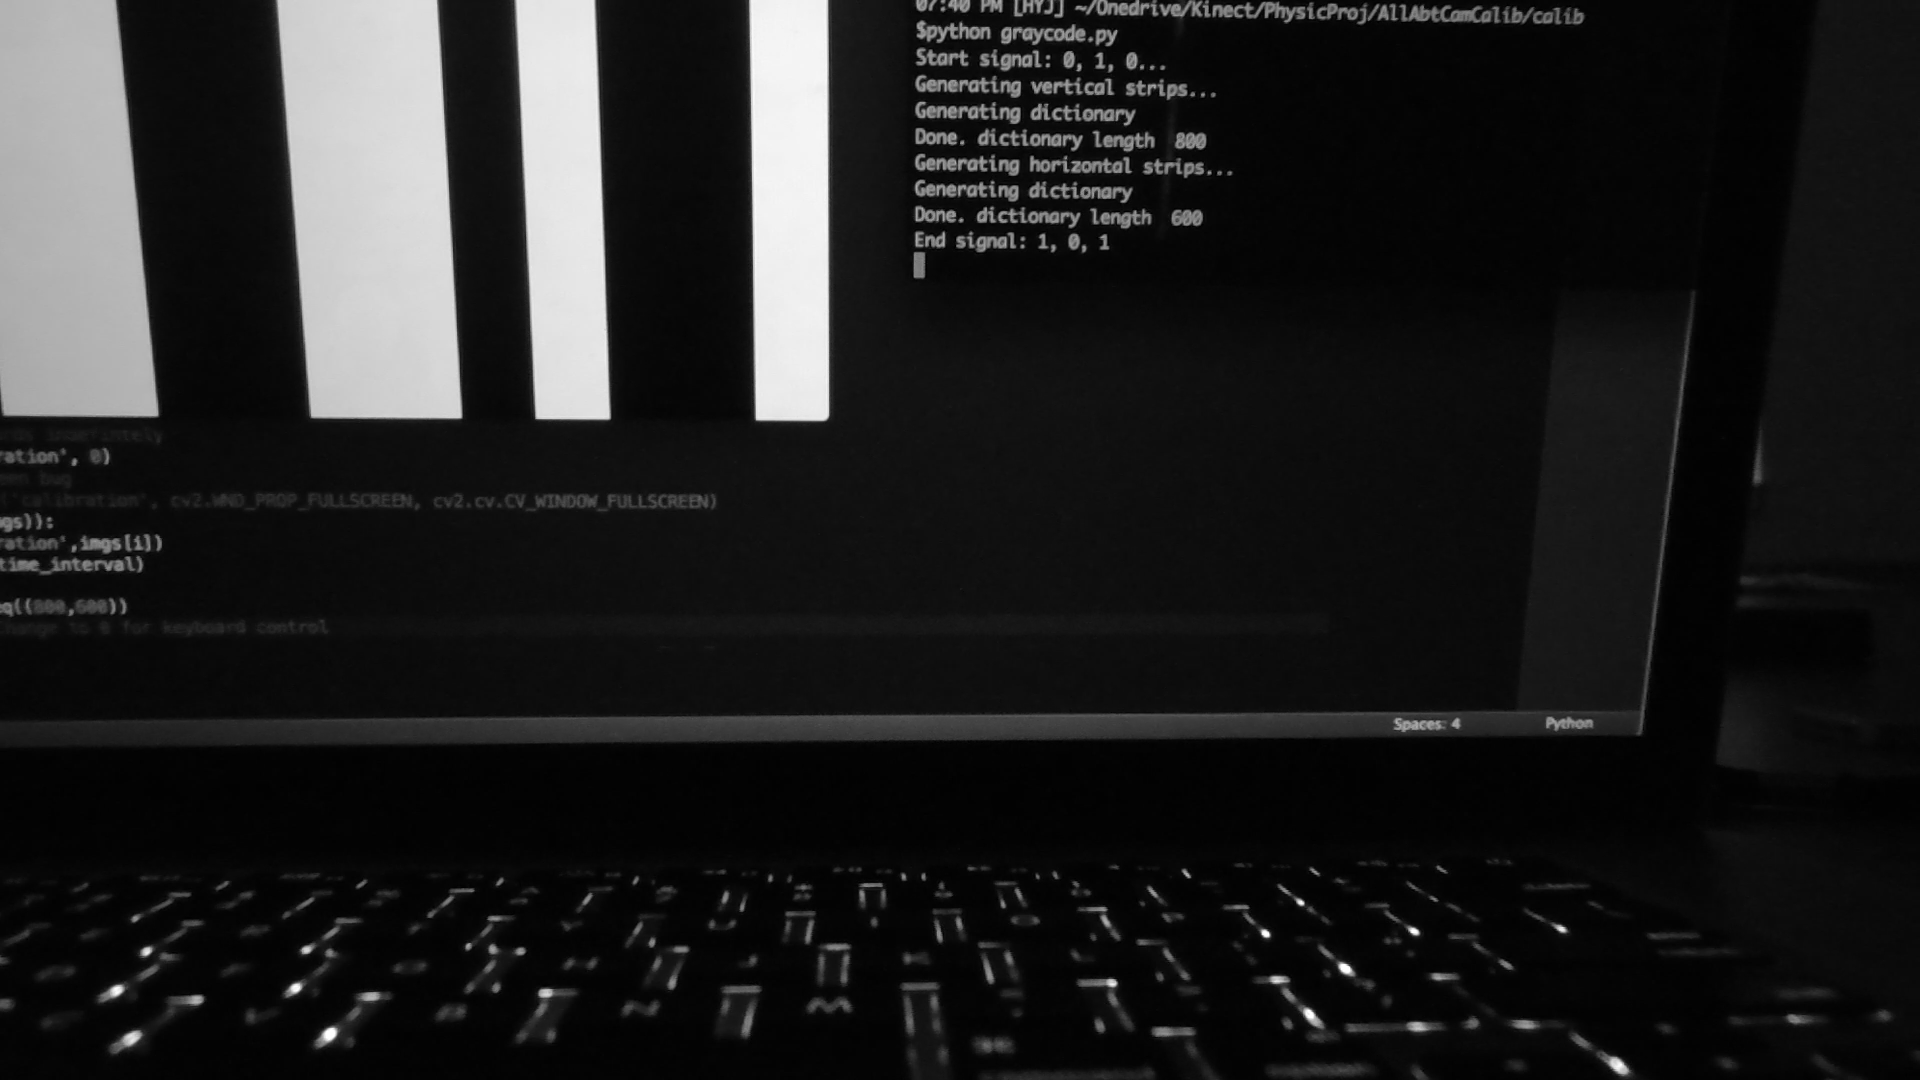 07:40 PM [HYJ] ~/Onedrive/Kinect/PhysicProj/AllAbtCamCalib/calib
$python graycode.py
Start signal: 0, 1, 0...
Generating vertical strips...
Generating dictionary
Done. dictionary length  800
Generating horizontal strips...
Generating dictionary
Done. dictionary length  600
End signal: 1, 0, 1
ration', 0)
bug
('calibration', cv2.WND_PROP_FULLSCREEN, cv2.cv.CV_WINDOW_FULLSCREEN)
gs)):
ration',imgs[i])
time_interval)
eq((800,600))
Change to 0 for keyboard control
Spaces: 4
Python
N
M